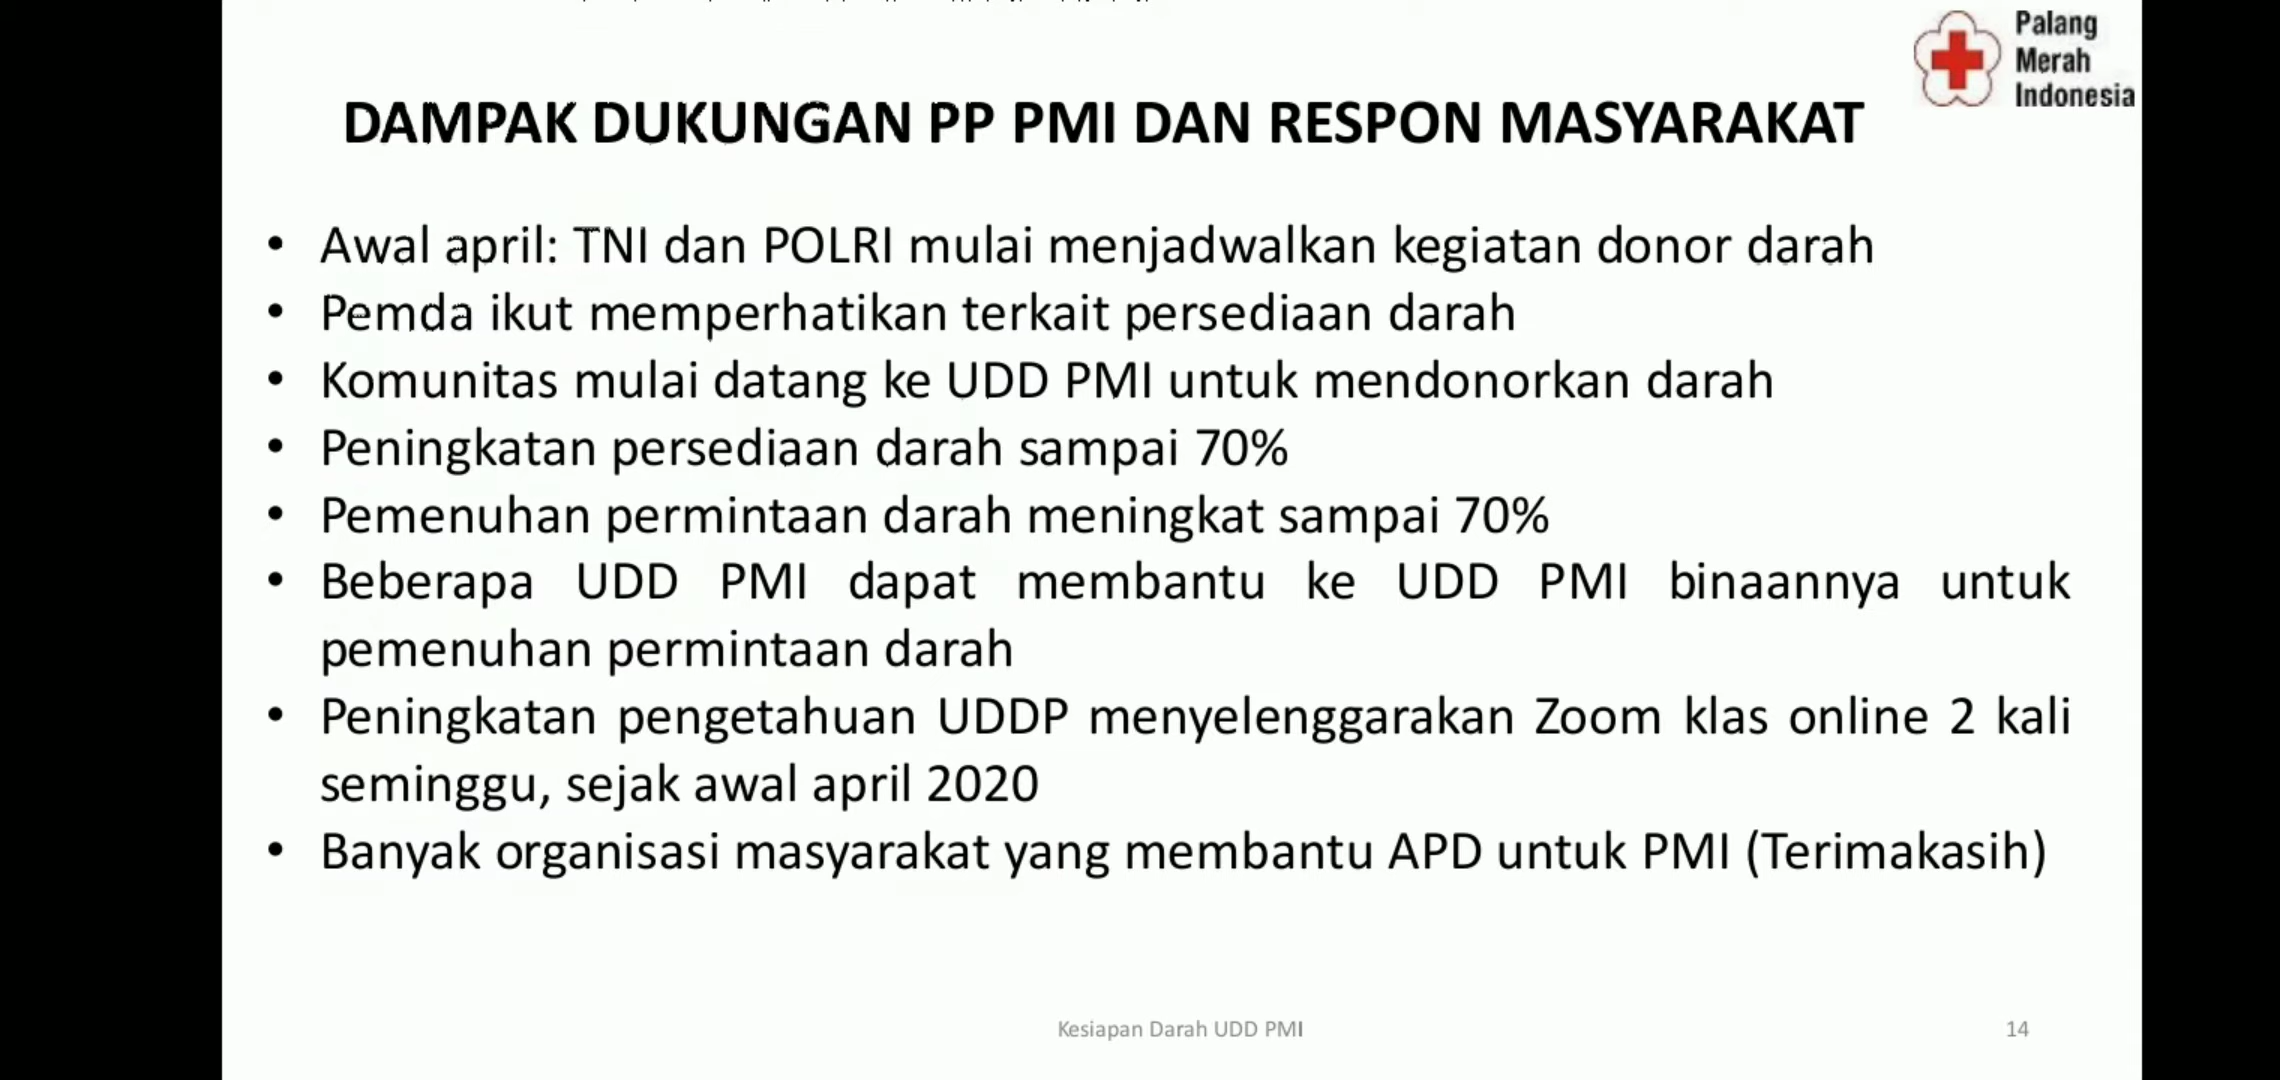 Palang
Merah
Indonesia
DAMPAK DUKUNGAN PP PMI DAN RESPON MASYARAKAT
• Awal april: TNI dan POLRI mulai menjadwalkan kegiatan donor darah
• Pemda ikut memperhatikan terkait persediaan darah
• Komunitas mulai datang ke UDD PMI untuk mendonorkan darah
• Peningkatan persediaan darah sampai 70%
• Pemenuhan permintaan darah meningkat sampai 70%
• Beberapa UDD PMI dapat membantu ke UDD PMI binaannya untuk
pemenuhan permintaan darah
• Peningkatan pengetahuan UDDP menyelenggarakan Zoom klas online 2 kali
seminggu, sejak awal april 2020
• Banyak organisasi masyarakat yang membantu APD untuk PMI (Terimakasih)
Kesiapan Darah UDD PMI
14